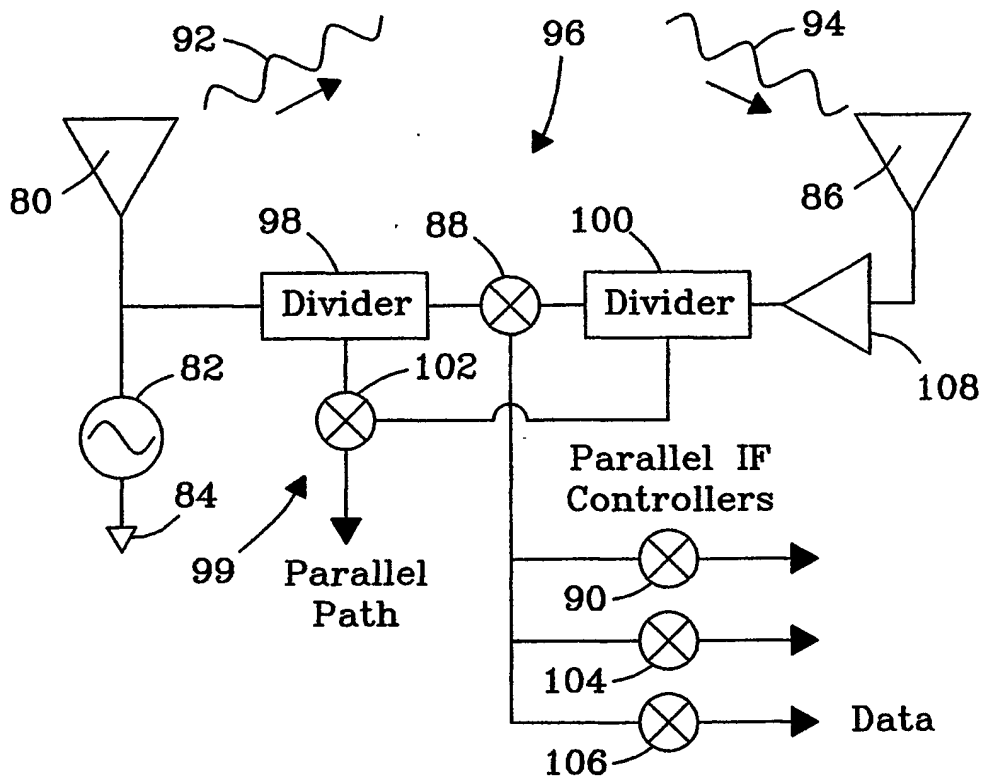 92
96
94
80
86
98
88
100
Divider
Divider
82
102
108
84
Parallel IF
Controllers
99
Parallel
Path
90
104
Data
106